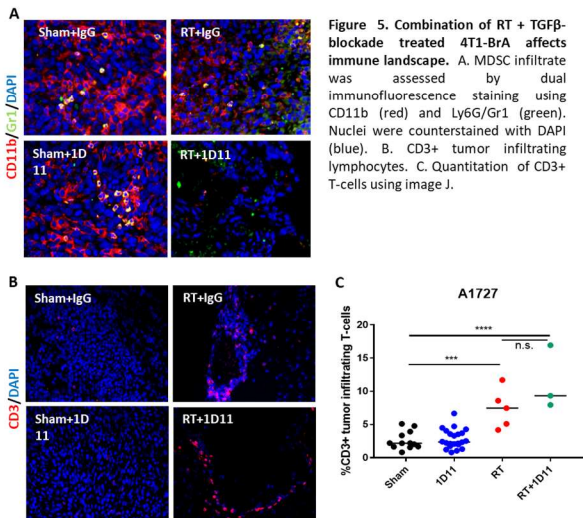 A
Sham+IgG
RT+IgG
Sham+1D
11
RT+1D11
CD11b/Gr1/DAPI
Figure 5. Combination of RT + TGFβ-
blockade treated 4T1-BrA affects
immune landscape. A. MDSC infiltrate
was assessed by dual
immunofluorescence staining using
CD11b (red) and Ly6G/Gr1 (green).
Nuclei were counterstained with DAPI
(blue). B. CD3+ tumor infiltrating
lymphocytes. C. Quantitation of CD3+
T-cells using image J.
B
Sham+IgG
RT+IgG
Sham+1D
11
RT+1D11
CD3/DAPI
C
A1727
%CD3+ tumor infiltrating T-cells
20
15
10
5
0
****
n.s.
***
Sham
1D11
RT
RT+1D11